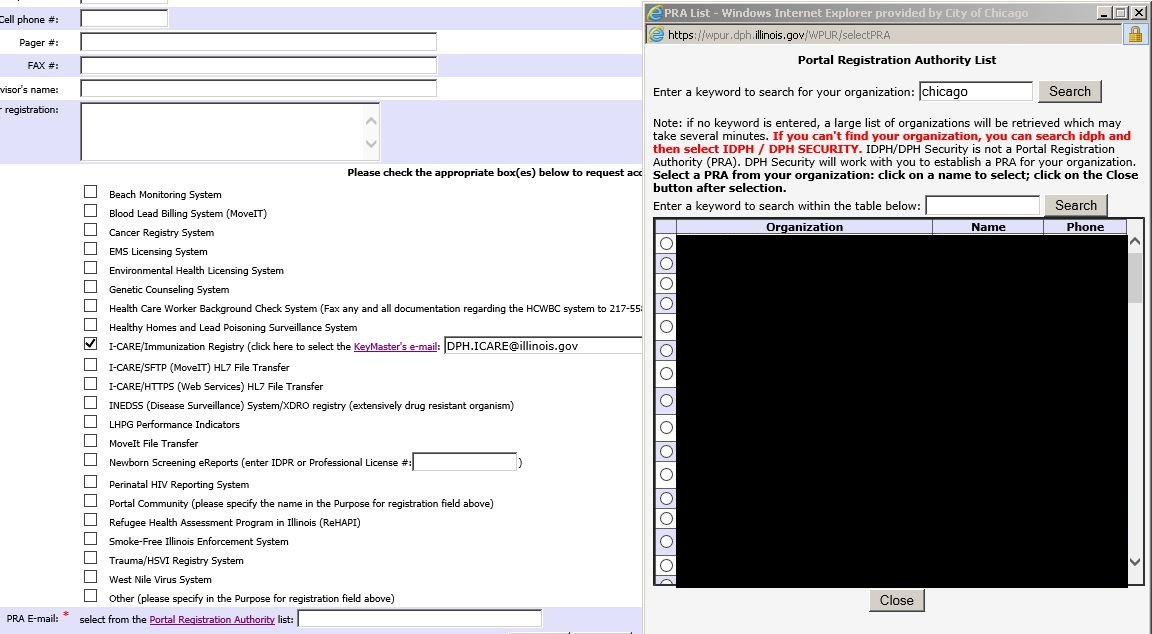 Cell phone #:
Pager #:
FAX #:
visor's name:
r registration:
Please check the appropriate box(es) below to request acc
Beach Monitoring System
Blood Lead Billing System (MoveIT)
Cancer Registry System
EMS Licensing System
Environmental Health Licensing System
Genetic Counseling System
Health Care Worker Background Check System (Fax any and all documentation regarding the HCWBC system to 217-558
Healthy Homes and Lead Poisoning Surveillance System
I-CARE/Immunization Registry (click here to select the KeyMaster's e-mail: DPH.ICARE@illinois.gov
I-CARE/SFTP (MoveIT) HL7 File Transfer
I-CARE/HTTPS (Web Services) HL7 File Transfer
INEDSS (Disease Surveillance) System/XDRO registry (extensively drug resistant organism)
LHPG Performance Indicators
MoveIt File Transfer
Newborn Screening eReports (enter IDPR or Professional License #: )
Perinatal HIV Reporting System
Portal Community (please specify the name in the Purpose for registration field above)
Refugee Health Assessment Program in Illinois (ReHAPI)
Smoke-Free Illinois Enforcement System
Trauma/HSVI Registry System
West Nile Virus System
Other (please specify in the Purpose for registration field above)
PRA E-mail: * select from the Portal Registration Authority list:
PRA List - Windows Internet Explorer provided by City of Chicago
https://wpur.dph.illinois.gov/WPUR/selectPRA
Portal Registration Authority List
Enter a keyword to search for your organization: chicago Search
Note: if no keyword is entered, a large list of organizations will be retrieved which may
take several minutes. If you can't find your organization, you can search idph and
then select IDPH / DPH SECURITY. IDPH/DPH Security is not a Portal Registration
Authority (PRA). DPH Security will work with you to establish a PRA for your organization.
Select a PRA from your organization: click on a name to select; click on the Close
button after selection.
Enter a keyword to search within the table below: Search
Organization Name Phone
Close